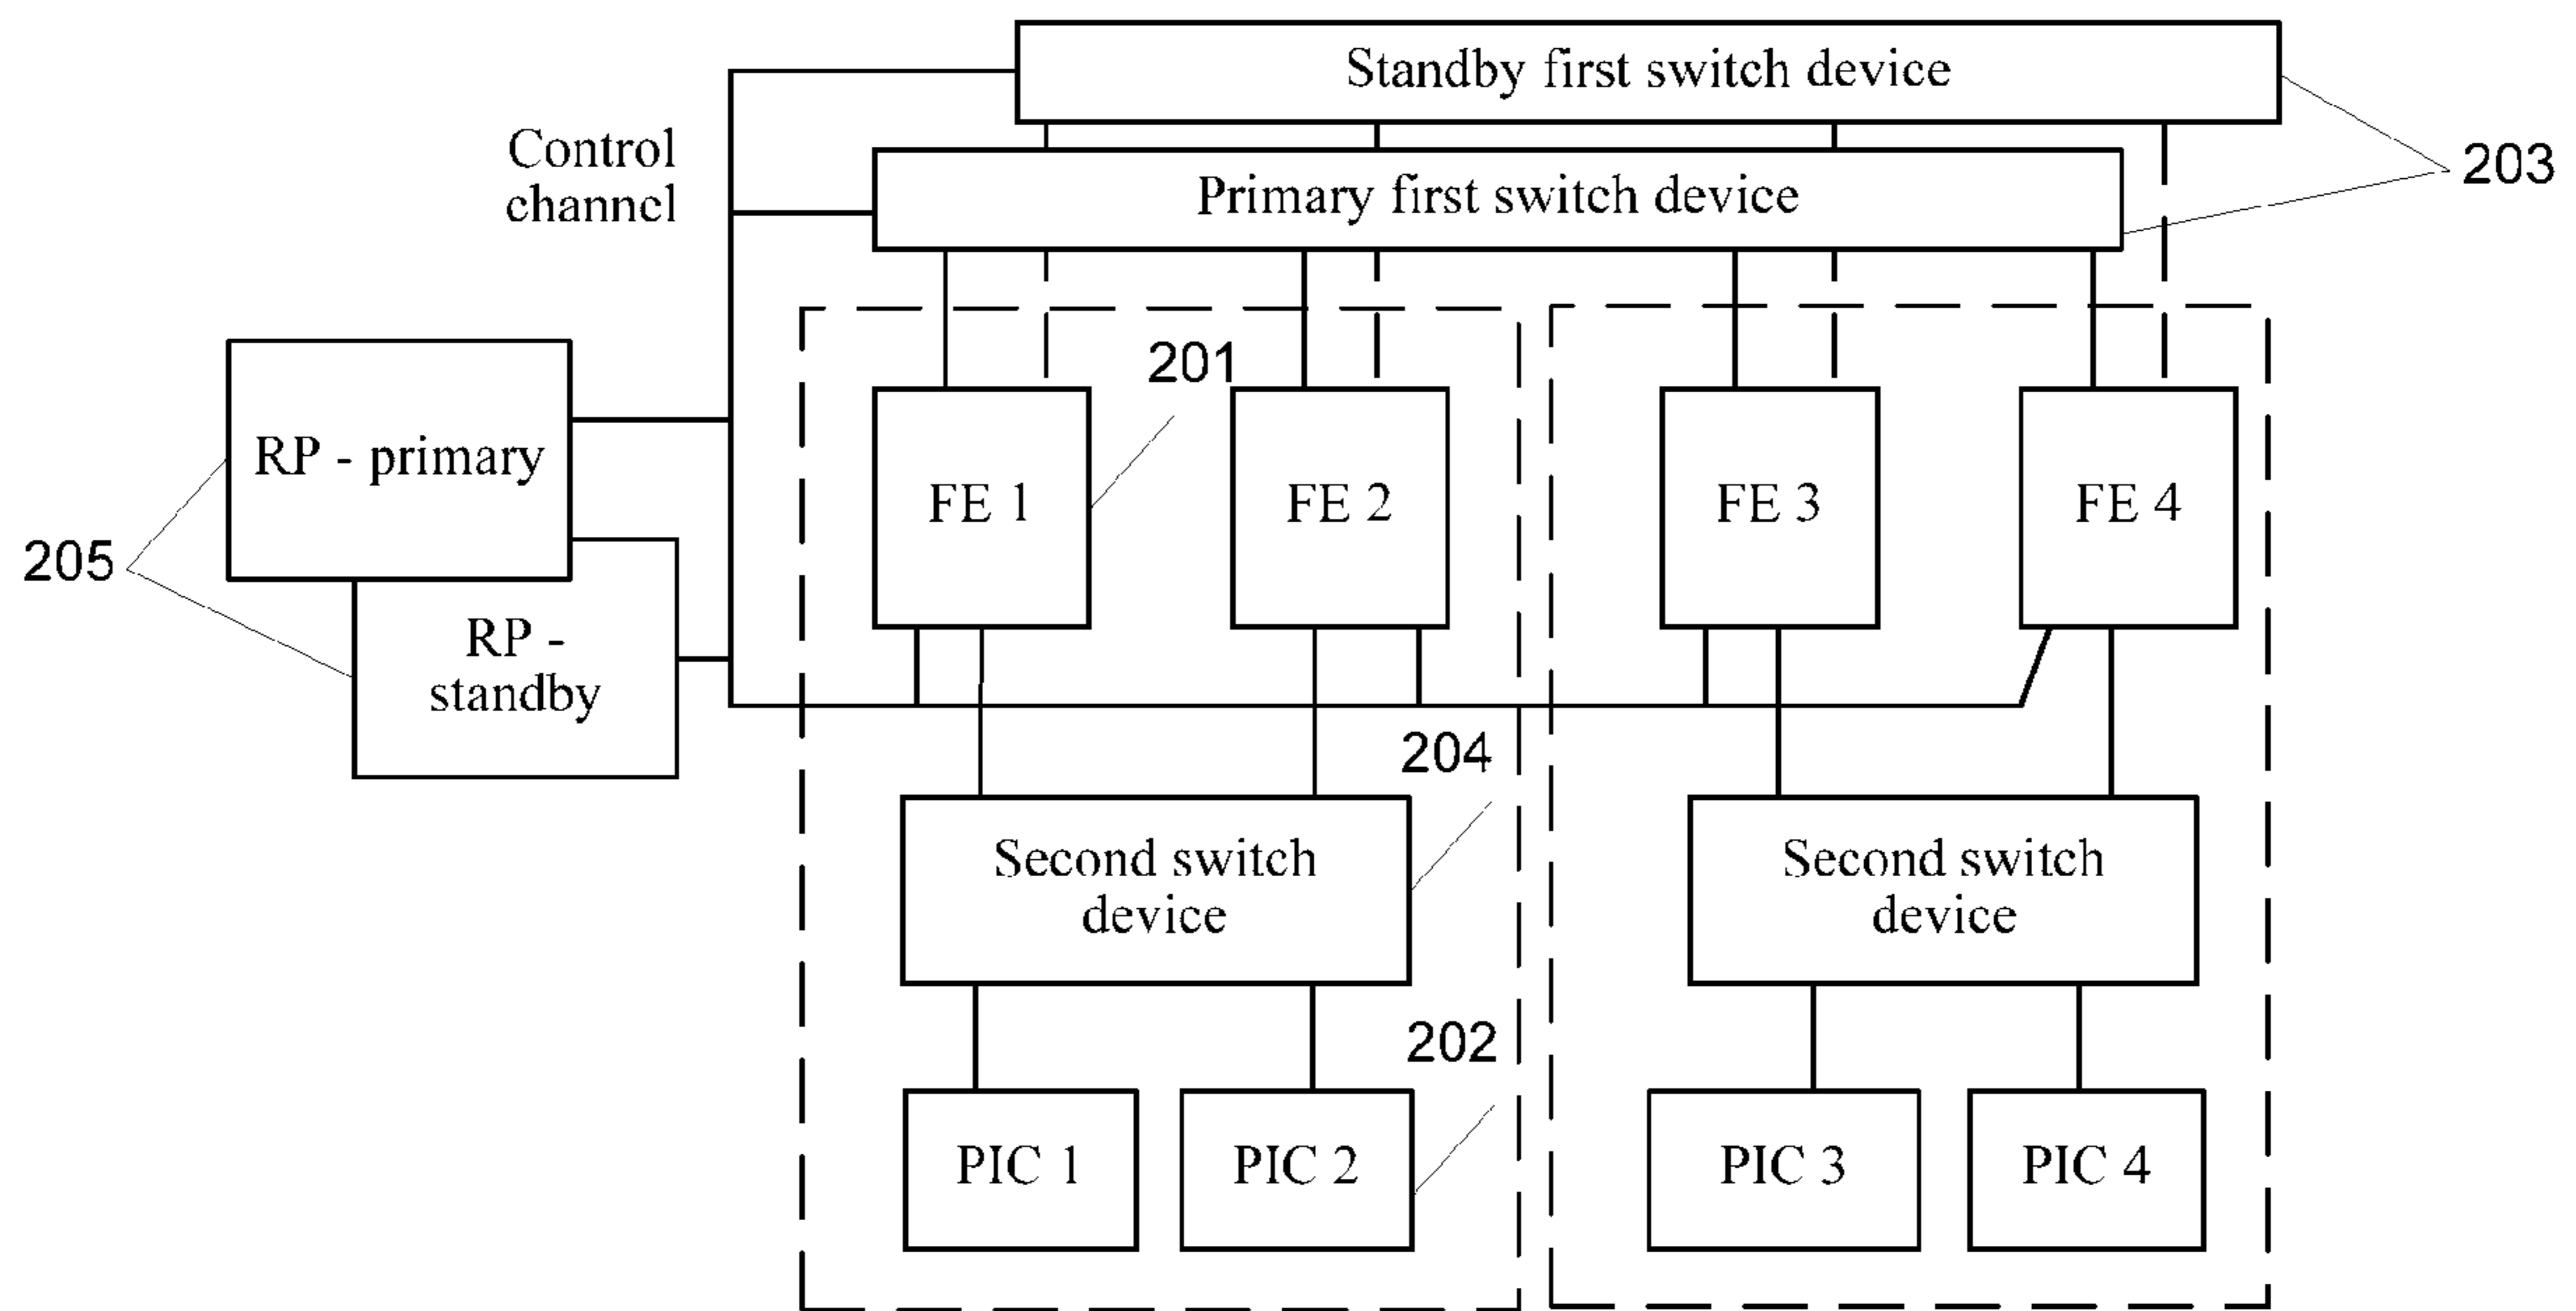 Standby first switch device
Control
channel
203
Primary first switch device
201
RP - primary
FE 1
FE 2
FE 3
FE 4
205
RP -
standby
204
Second switch
device
Second switch
device
202
PIC 1
PIC 2
PIC 3
PIC 4